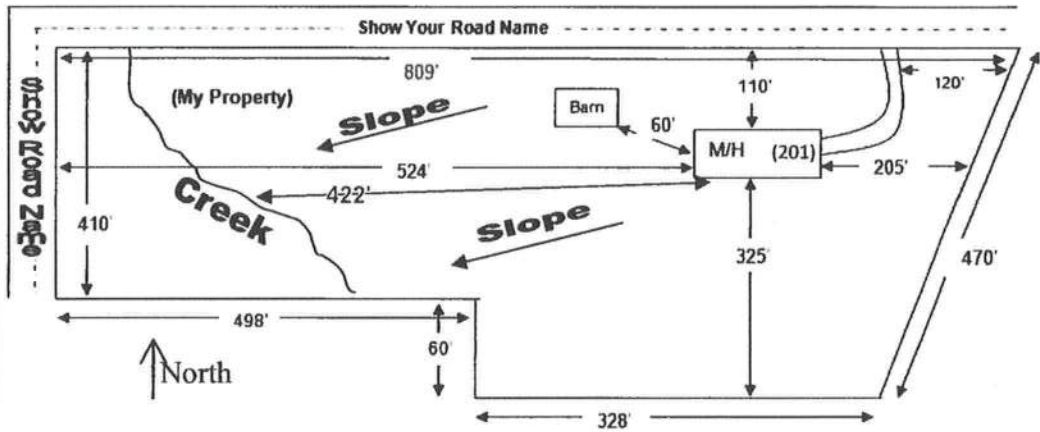 Show Your Road Name
Show Road Name
809'
(My Property)
Slope
110'
120'
Barn
60'
M/H (201)
524'
205'
422'
Creek
410'
Slope
325'
470'
498'
60'
North
328'